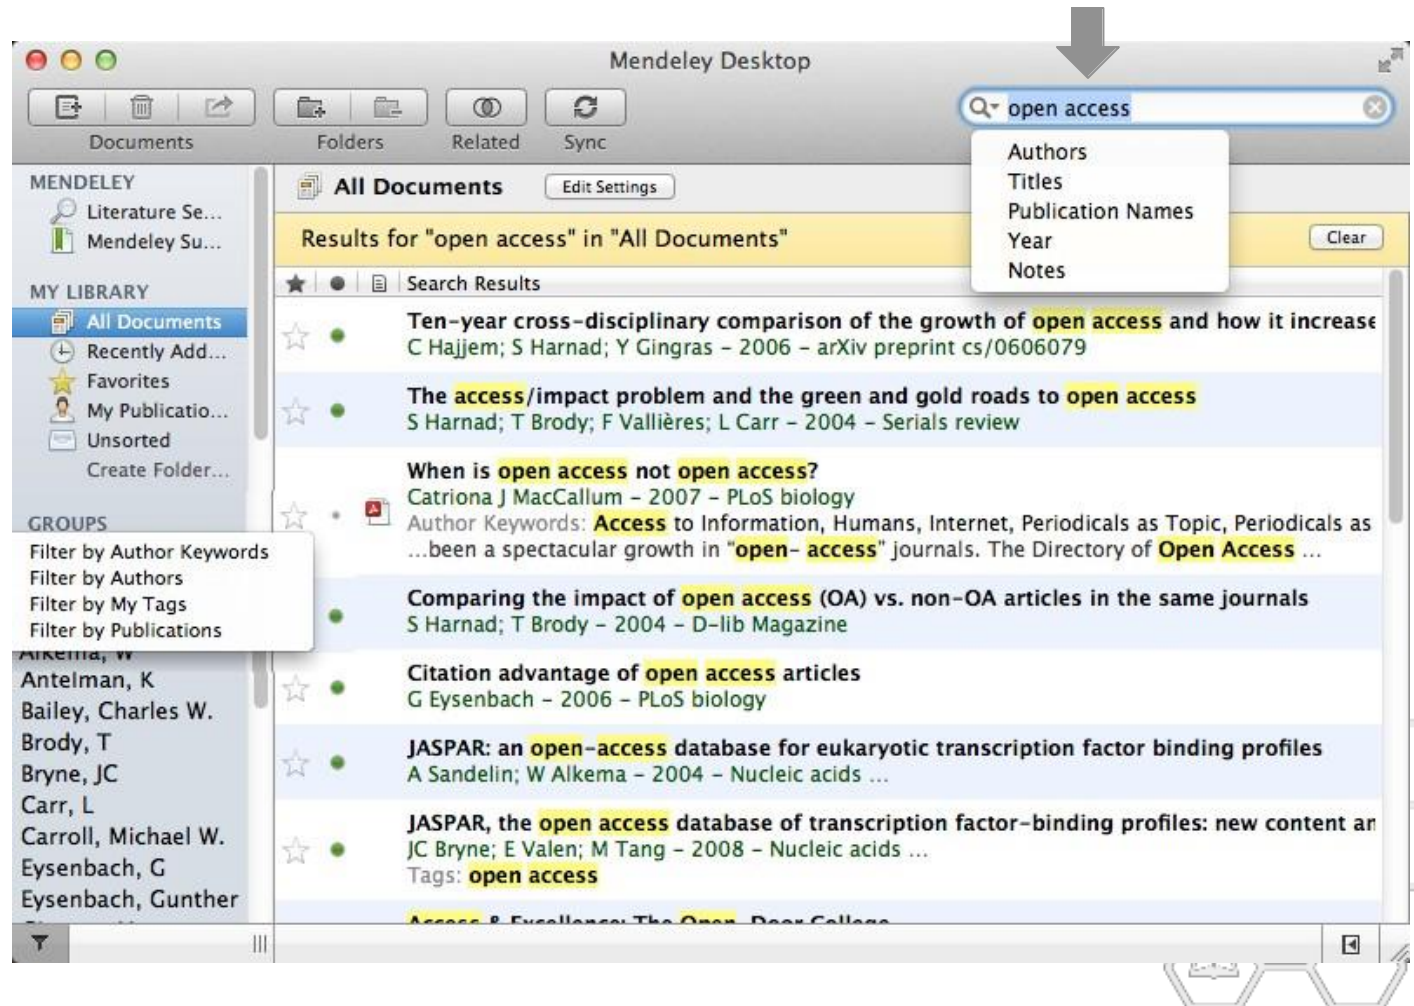 Mendeley Desktop
open access
Documents
Folders
Related
Sync
Authors
Titles
Publication Names
Year
Notes
MENDELEY
Literature Se...
Mendeley Su...
MY LIBRARY
All Documents
Recently Add...
Favorites
My Publicatio...
Unsorted
Create Folder...
GROUPS
Filter by Author Keywords
Filter by Authors
Filter by My Tags
Filter by Publications
Alkema, W
Antelman, K
Bailey, Charles W.
Brody, T
Bryne, JC
Carr, L
Carroll, Michael W.
Eysenbach, G
Eysenbach, Gunther
All Documents
Edit Settings
Results for "open access" in "All Documents"
Clear
Search Results
Ten-year cross-disciplinary comparison of the growth of open access and how it increase
C Hajjem; S Harnad; Y Gingras - 2006 - arXiv preprint cs/0606079
The access/impact problem and the green and gold roads to open access
S Harnad; T Brody; F Vallières; L Carr - 2004 - Serials review
When is open access not open access?
Catriona J MacCallum - 2007 - PLoS biology
Author Keywords: Access to Information, Humans, Internet, Periodicals as Topic, Periodicals as
...been a spectacular growth in "open- access" journals. The Directory of Open Access ...
Comparing the impact of open access (OA) vs. non-OA articles in the same journals
S Harnad; T Brody - 2004 - D-lib Magazine
Citation advantage of open access articles
G Eysenbach - 2006 - PLoS biology
JASPAR: an open-access database for eukaryotic transcription factor binding profiles
A Sandelin; W Alkema - 2004 - Nucleic acids ...
JASPAR, the open access database of transcription factor-binding profiles: new content an
JC Bryne; E Valen; M Tang - 2008 - Nucleic acids ...
Tags: open access
Access & Excellence: The Open Door College